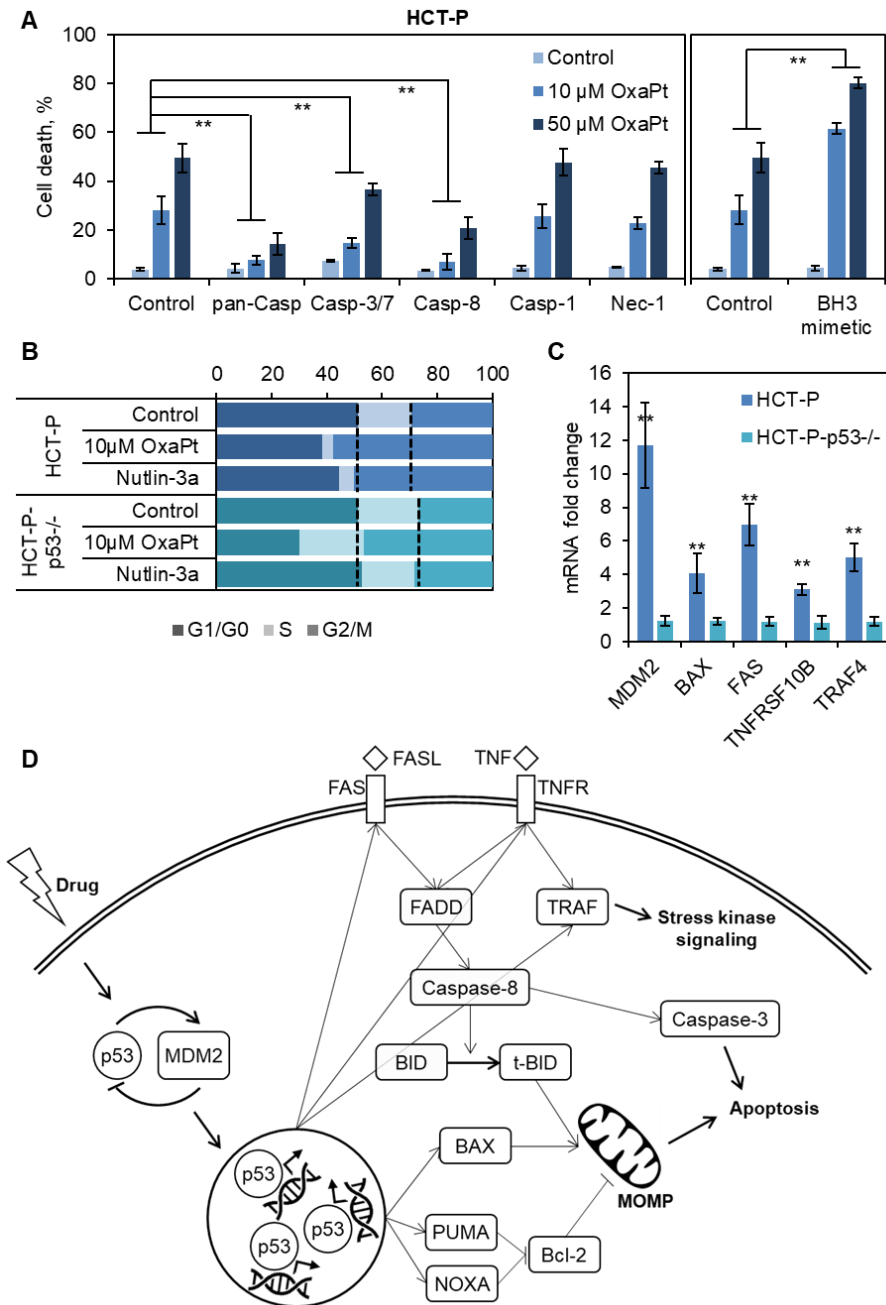 A
HCT-P
100
80
60
40
20
0
Cell death, %
**
**
**
**
Control
10 µM OxaPt
50 µM OxaPt
Control
pan-Casp
Casp-3/7
Casp-8
Casp-1
Nec-1
Control
BH3
mimetic
B
0 20 40 60 80 100
HCT-P
Control
10µM OxaPt
Nutlin-3a
HCT-P-
p53-/-
Control
10µM OxaPt
Nutlin-3a
G1/G0 S G2/M
C
16
14
12
10
8
6
4
2
0
mRNA fold change
HCT-P
HCT-P-p53-/-
**
**
**
**
**
MDM2
BAX
FAS
TNFRSF10B
TRAF4
D
FASL
TNF
FAS
TNFR
Drug
FADD
TRAF
Stress kinase
signaling
Caspase-8
Caspase-3
p53
MDM2
BID
t-BID
Apoptosis
BAX
MOMP
p53
p53
p53
PUMA
Bcl-2
NOXA